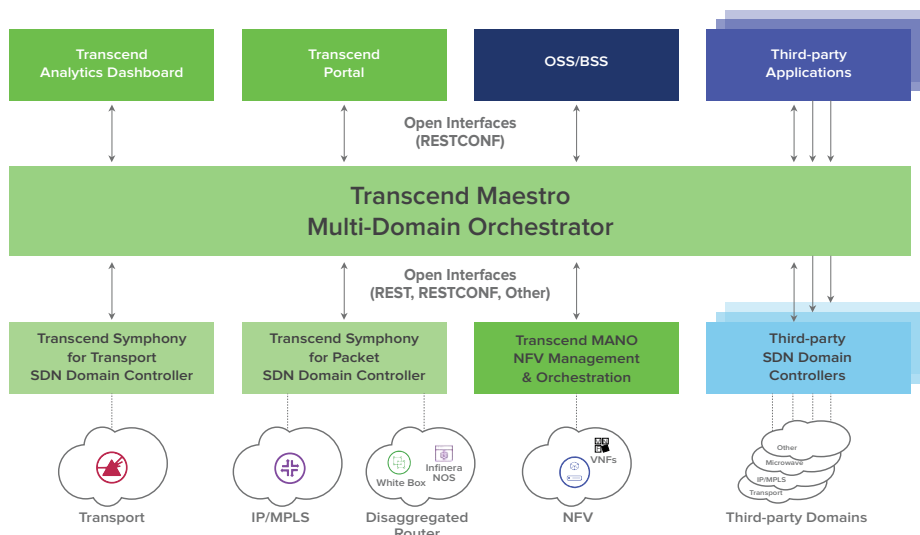 Transcend
Analytics Dashboard
Transcend
Portal
OSS/BSS
Third-party
Applications
Open Interfaces
(RESTCONF)
Transcend Maestro
Multi-Domain Orchestrator
Open Interfaces
(REST, RESTCONF, Other)
Transcend Symphony
for Transport
SDN Domain Controller
Transcend Symphony
for Packet
SDN Domain Controller
Transcend MANO
NFV Management
& Orchestration
Third-party
SDN Domain
Controllers
White Box
Infinera
NOS
VNFs
Other
Microwave
IP/MPLS
Transport
Transport
IP/MPLS
Disaggregated
Router
NFV
Third-party Domains